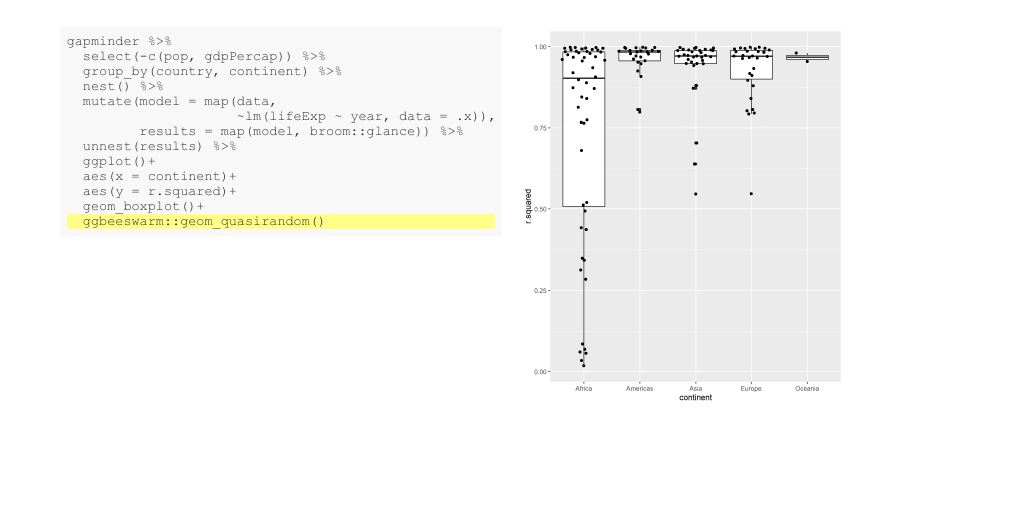 gapminder %>%
  select(-c(pop, gdpPercap)) %>%
  group_by(country, continent) %>%
  nest() %>%
  mutate(model = map(data,
                     ~lm(lifeExp ~ year, data = .x)),
         results = map(model, broom::glance)) %>%
  unnest(results) %>%
  ggplot()+
  aes(x = continent)+
  aes(y = r.squared)+
  geom_boxplot()+
  ggbeeswarm::geom_quasirandom()
r.squared
1.00
0.75
0.50
0.25
0.00
Africa Americas Asia Europe Oceania
continent